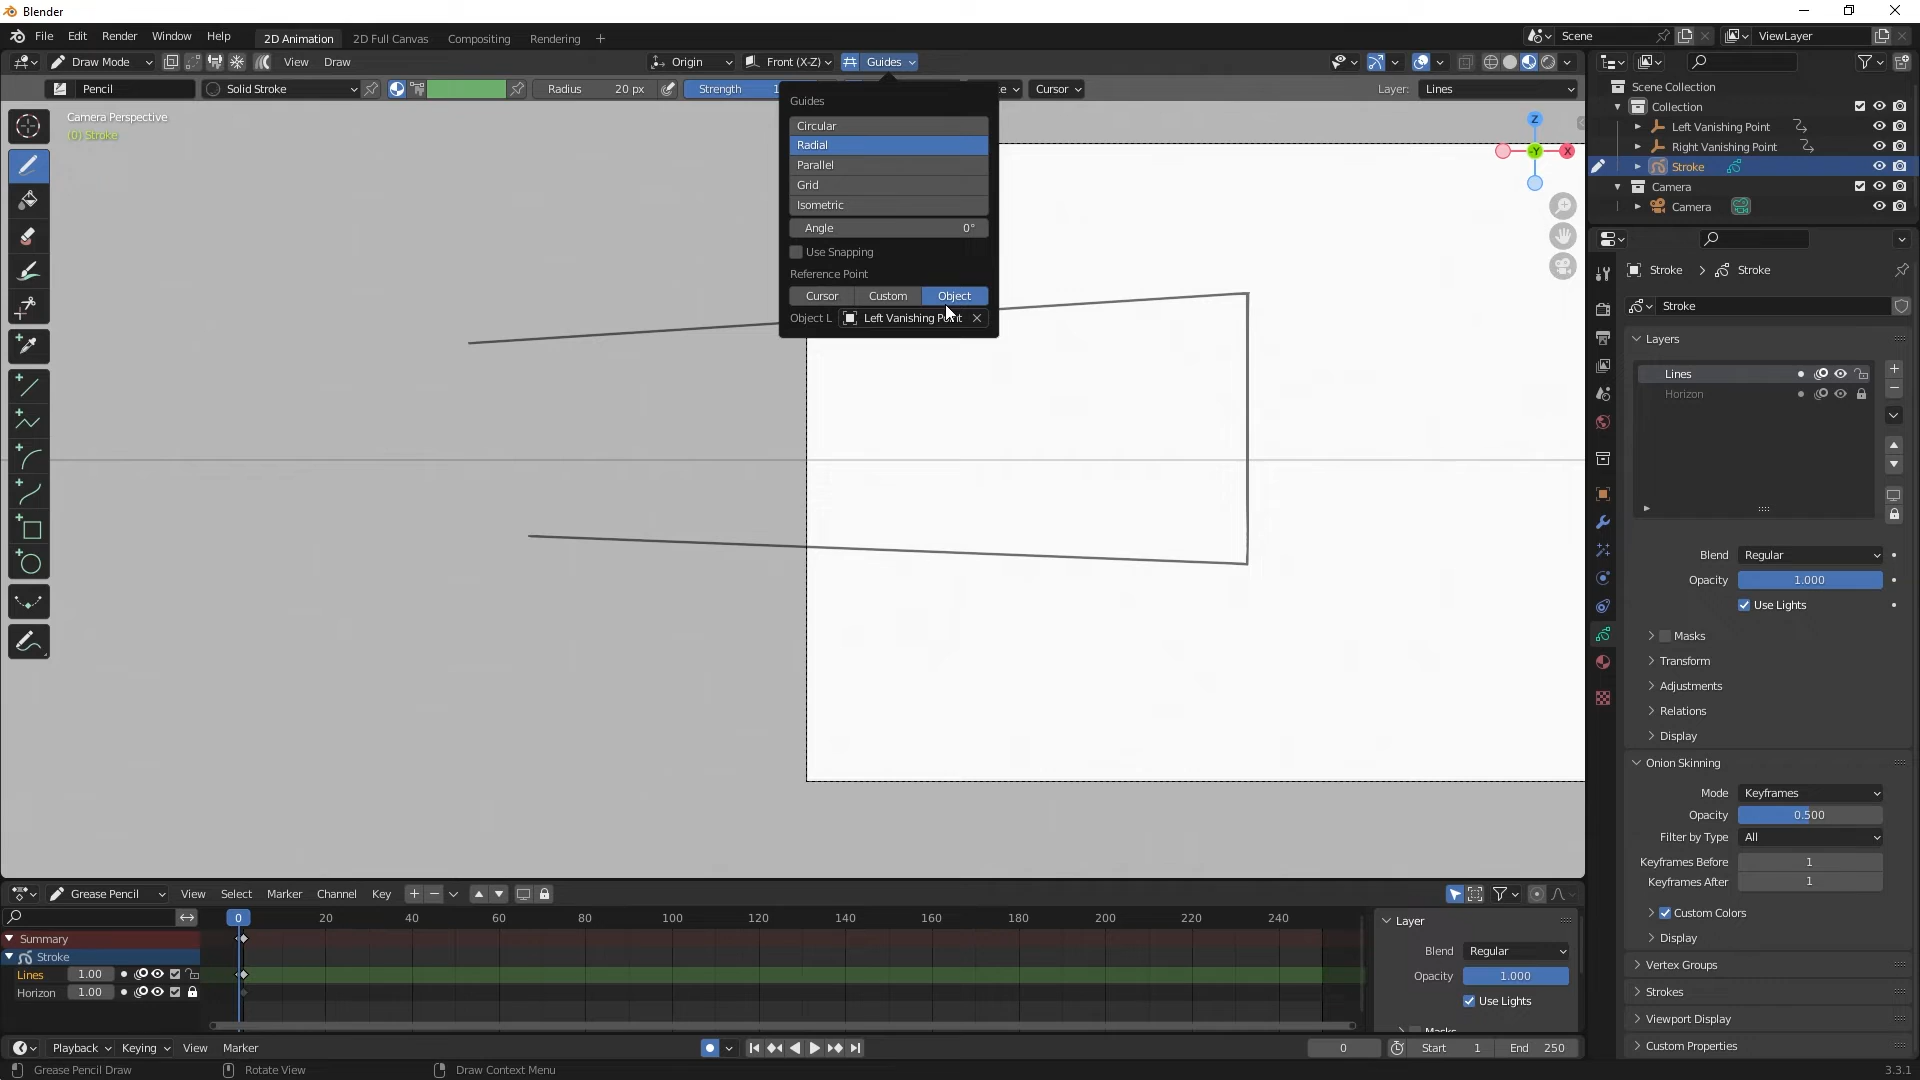 Blender
File Edit Render Window Help 2D Animation 2D Full Canvas Compositing Rendering + Scene ViewLayer
Draw Mode View Draw Origin Front (X-Z) Guides
Pencil Solid Stroke Radius 20 px Strength 1 Cursor Layer: Lines
Camera Perspective
(0) Stroke
Guides
Circular
Radial
Parallel
Grid
Isometric
Angle 0°
Use Snapping
Reference Point
Cursor Custom Object
Object L Left Vanishing
Z
-Y X
Scene Collection
Collection
Left Vanishing Point
Right Vanishing Point
Stroke
Camera
Camera
Stroke > Stroke
Stroke
Layers
Lines
Horizon
Blend Regular
Opacity 1.000
Use Lights
Masks
Transform
Adjustments
Relations
Display
Onion Skinning
Mode Keyframes
Opacity 0.500
Filter by Type All
Keyframes Before 1
Keyframes After 1
Custom Colors
Display
Vertex Groups
Strokes
Viewport Display
Custom Properties
Grease Pencil View Select Marker Channel Key
0 20 40 60 80 100 120 140 160 180 200 220 240
Summary
Stroke
Lines 1.00
Horizon 1.00
Layer
Blend Regular
Opacity 1.000
Use Lights
Playback Keying View Marker 0 Start 1 End 250
Grease Pencil Draw Rotate View Draw Context Menu 3.3.1